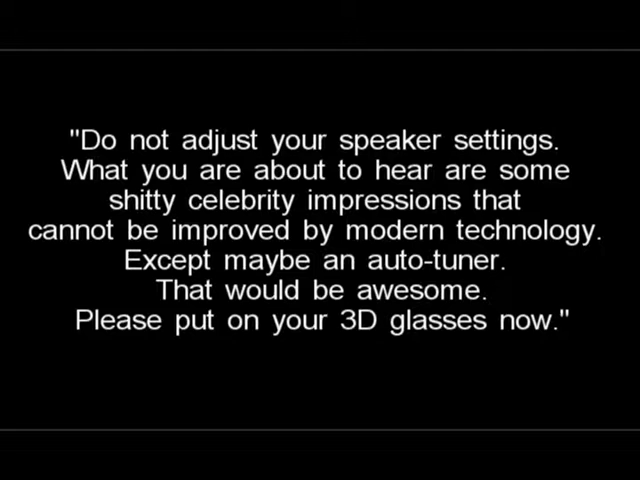 "Do not adjust your speaker settings.
What you are about to hear are some
shitty celebrity impressions that
cannot be improved by modern technology.
Except maybe an auto-tuner.
That would be awesome.
Please put on your 3D glasses now."